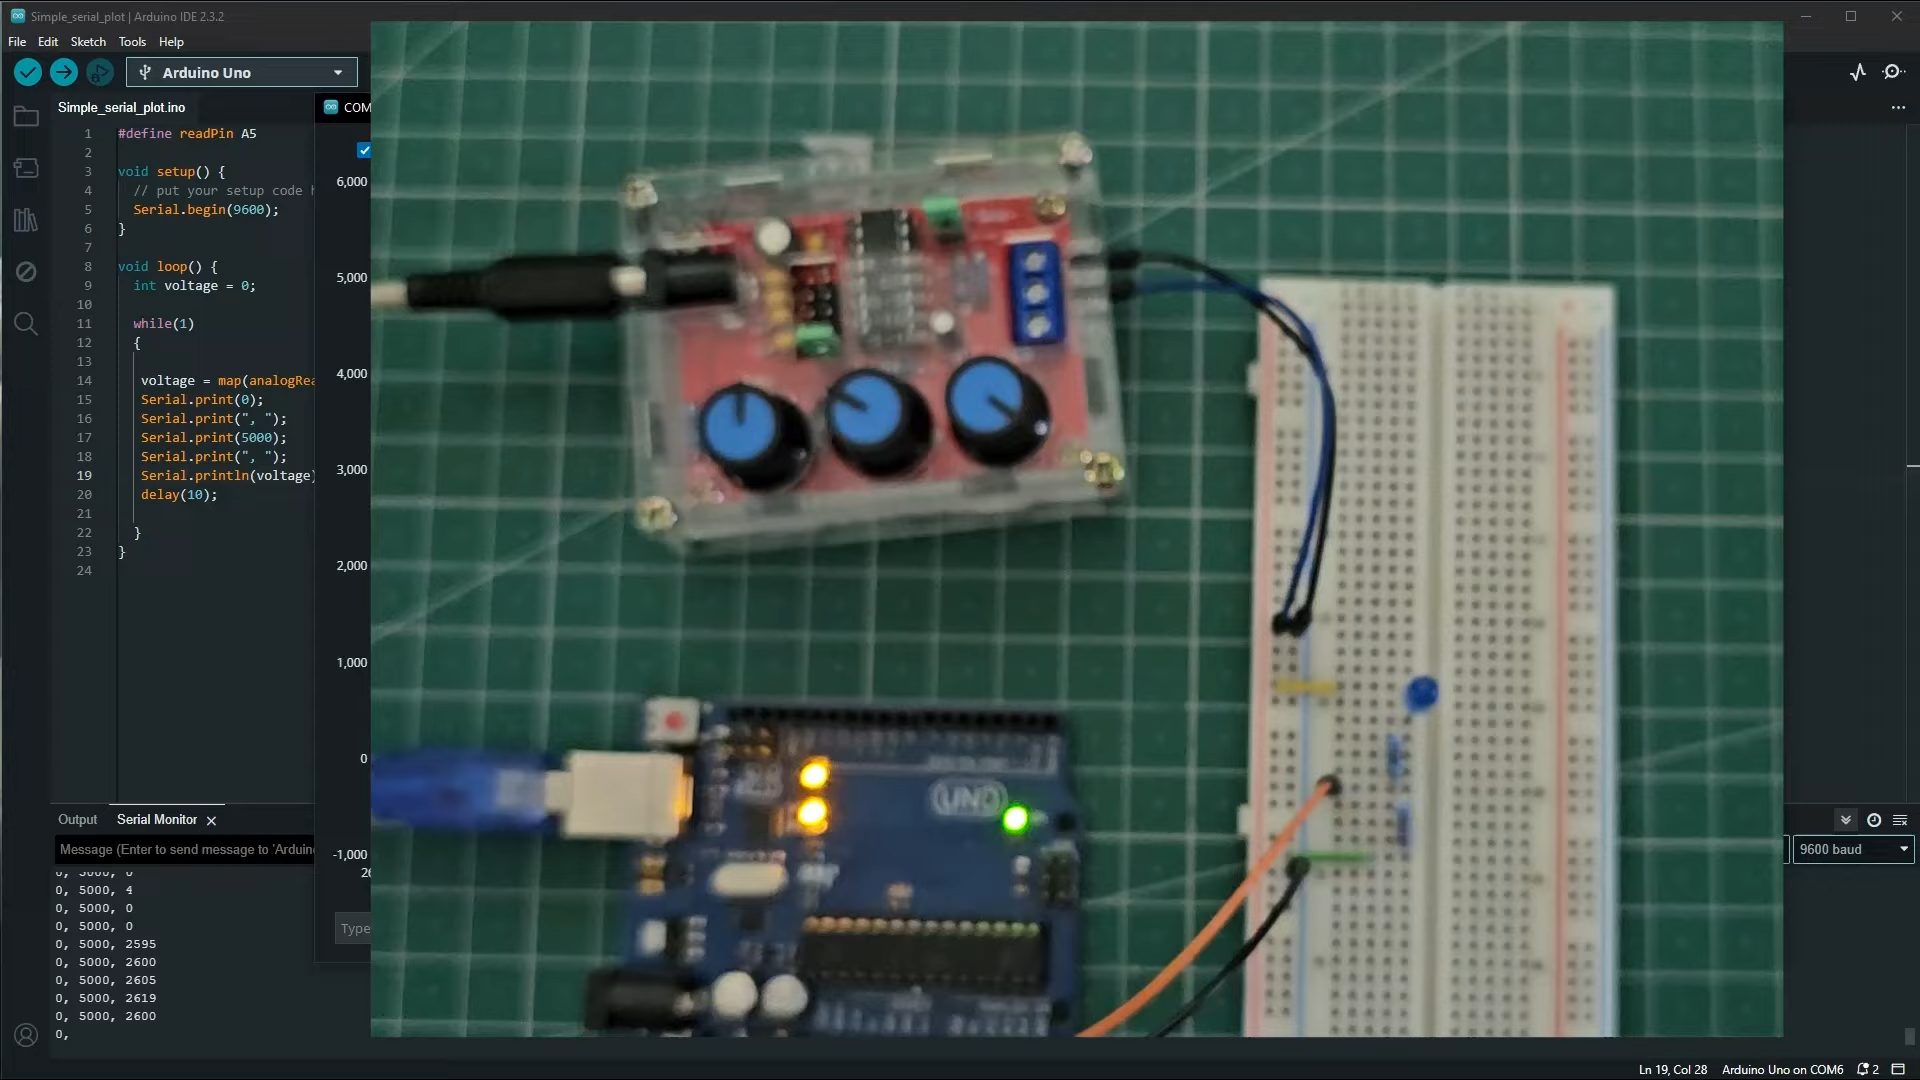 Simple_serial_plot | Arduino IDE 2.3.2
File Edit Sketch Tools Help
Arduino Uno
Simple_serial_plot.ino
COM
1 #define readPin A5
2
3 void setup() {
4 // put your setup code
5 Serial.begin(9600);
6 }
7
8 void loop() {
9 int voltage = 0;
10
11 while(1)
12 {
13
14 voltage = map(analogRea
15 Serial.print(0);
16 Serial.print(", ");
17 Serial.print(5000);
18 Serial.print(", ");
19 Serial.println(voltage)
20 delay(10);
21
22 }
23 }
24
6,000
5,000
4,000
3,000
2,000
1,000
0
-1,000
Type
UNO
Output Serial Monitor
Message (Enter to send message to 'Arduin
9600 baud
0, 5000, 4
0, 5000, 0
0, 5000, 0
0, 5000, 2595
0, 5000, 2600
0, 5000, 2605
0, 5000, 2619
0, 5000, 2600
0,
Ln 19, Col 28 Arduino Uno on COM6 2